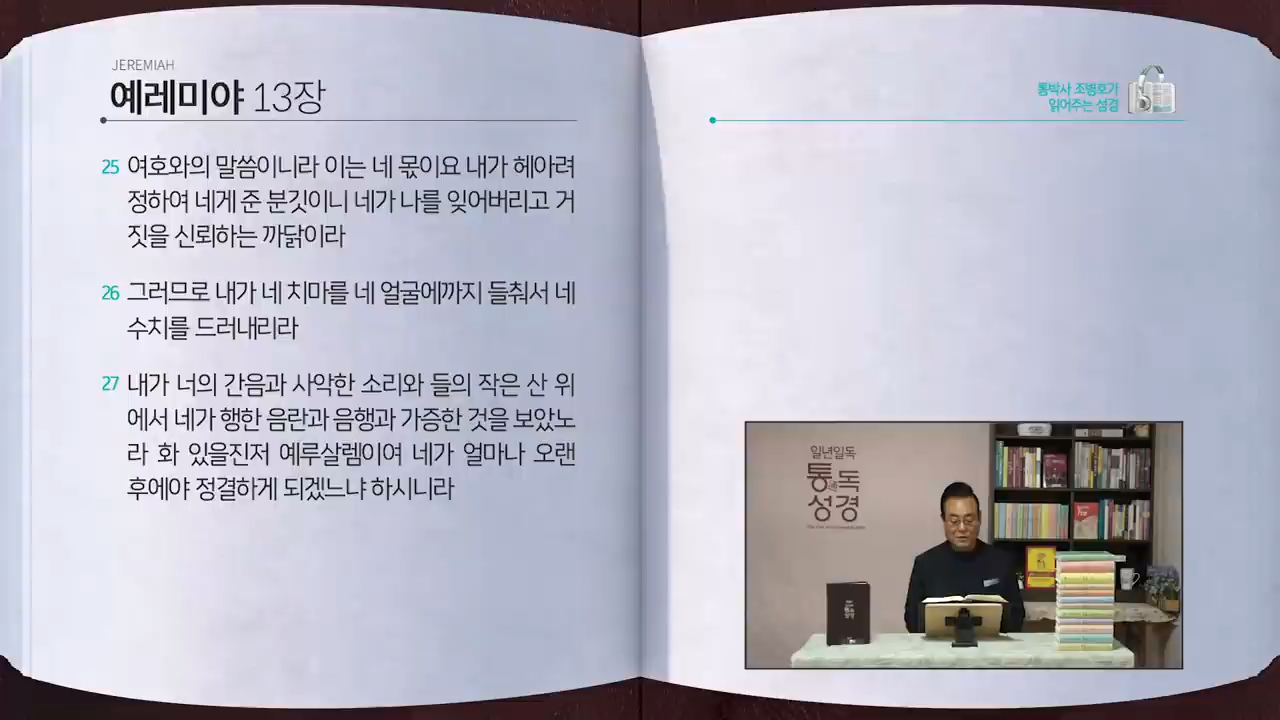 JEREMIAH
예레미야 13장
25 여호와의 말씀이니라 이는 네 몫이요 내가 헤아려
정하여 네게 준 분깃이니 네가 나를 잊어버리고 거
짓을 신뢰하는 까닭이라
26 그러므로 내가 네 치마를 네 얼굴에까지 들춰서 네
수치를 드러내리라
27 내가 너의 간음과 사악한 소리와 들의 작은 산 위
에서 네가 행한 음란과 음행과 가증한 것을 보았노
라 화 있을진저 예루살렘이여 네가 얼마나 오랜
후에야 정결하게 되겠느냐 하시니라
통박사 조병호가
읽어주는 성경
일년일독
통독
성경